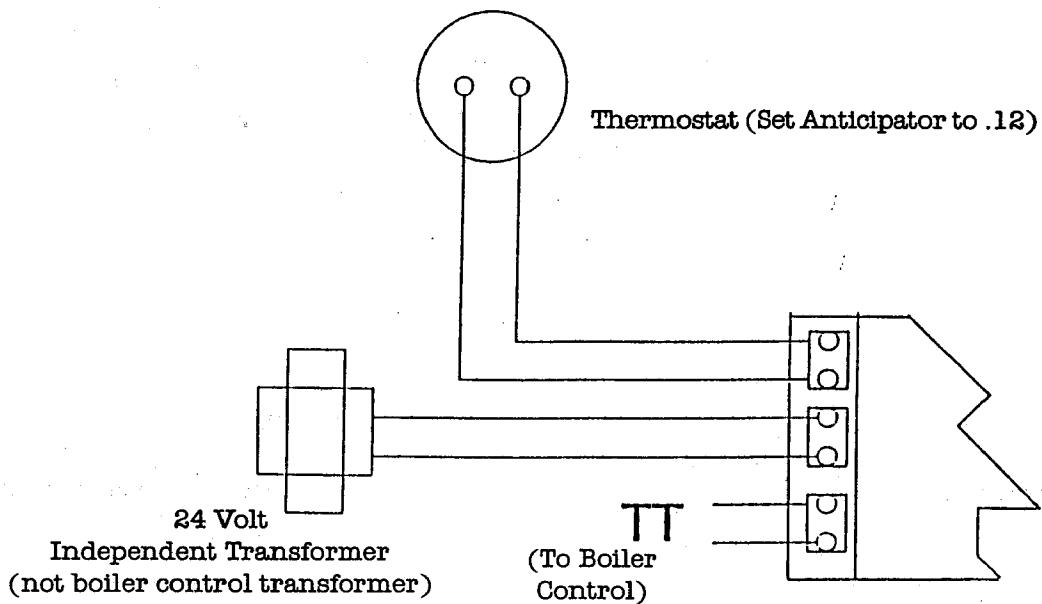 Thermostat (Set Anticipator to .12)
24 Volt
Independent Transformer
(not boiler control transformer)
TT
(To Boiler
Control)